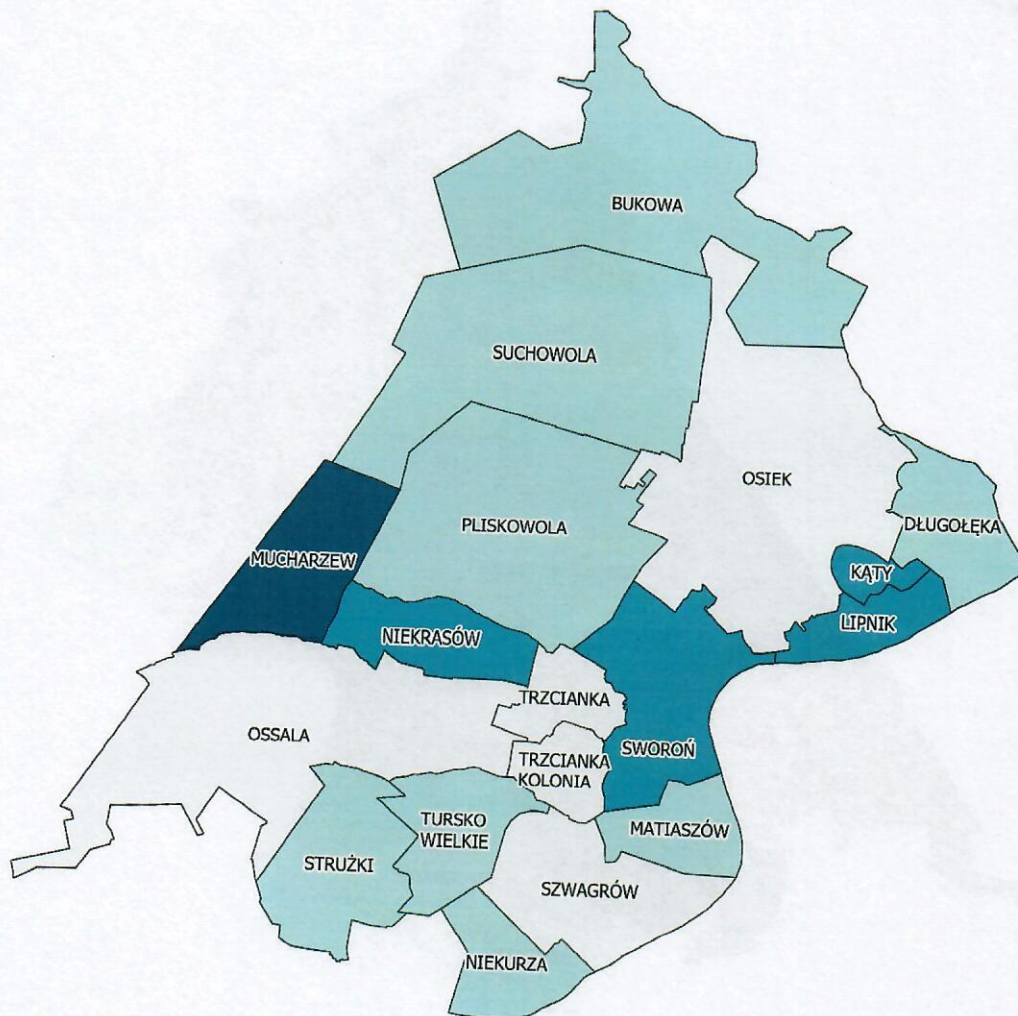 BUKOWA
SUCHOWOLA
OSIEK
PLISKOWOLA
DŁUGOŁĘKA
MUCHARZEW
KĄTY
LIPNIK
NIEKRASÓW
TRZCIANKA
OSSALA
SWOROŃ
TRZCIANKA
KOLONIA
TURSKO
WIELKIE
MATIASZÓW
STRUŻKI
SZWAGRÓW
NIEKURZA